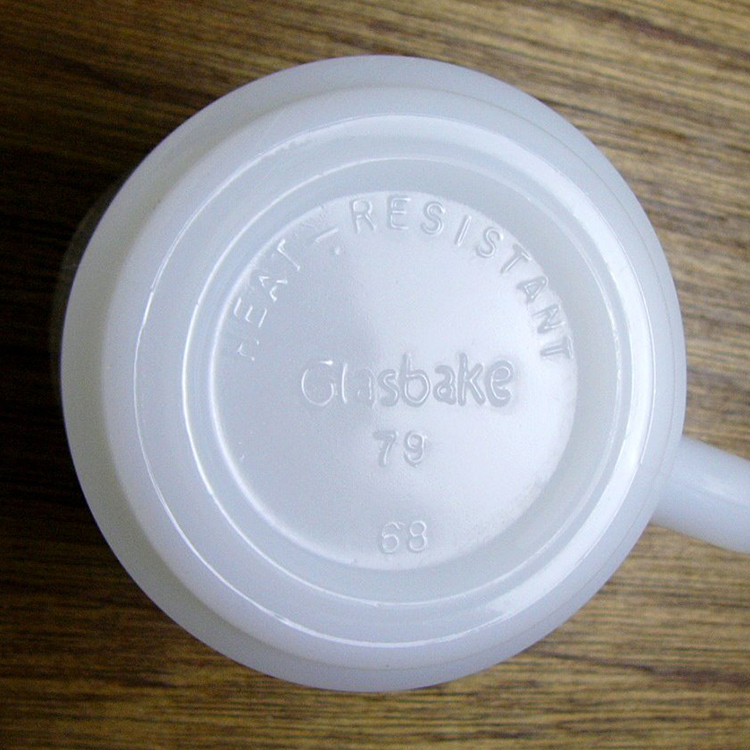 HEAT-RESISTANT
Glasbake
79
68